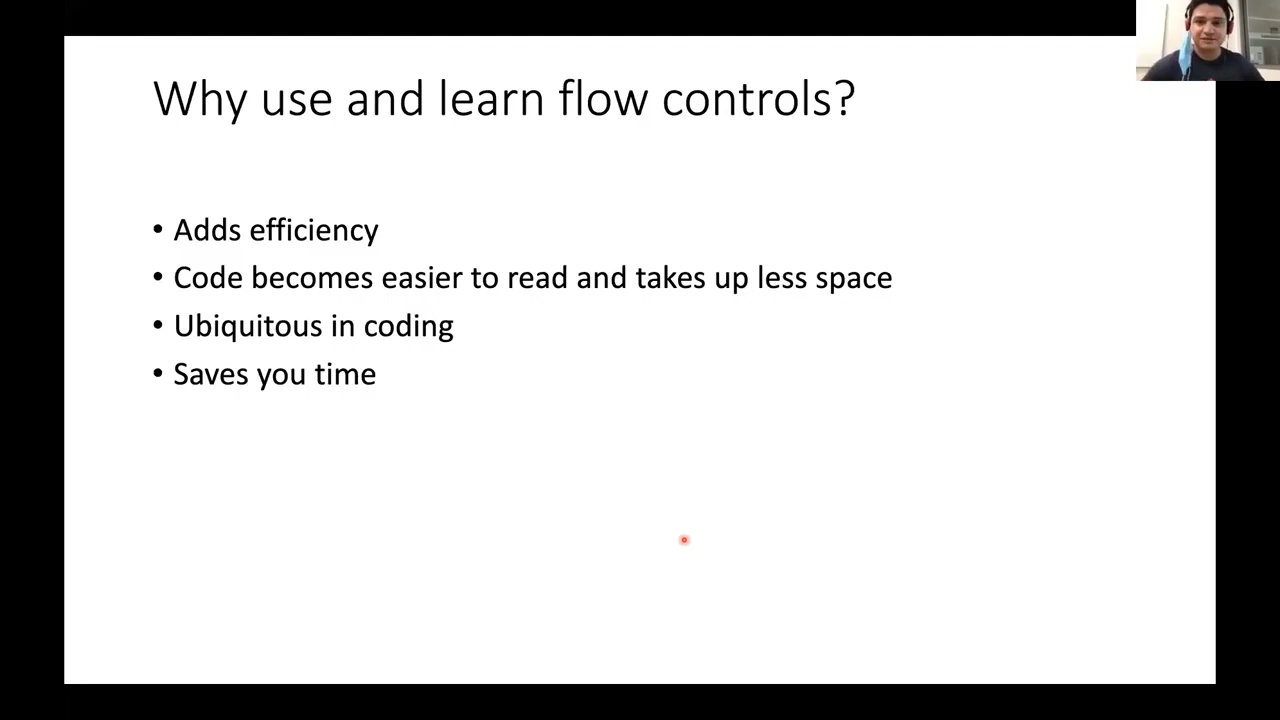 Why use and learn flow controls?
• Adds efficiency
• Code becomes easier to read and takes up less space
• Ubiquitous in coding
• Saves you time